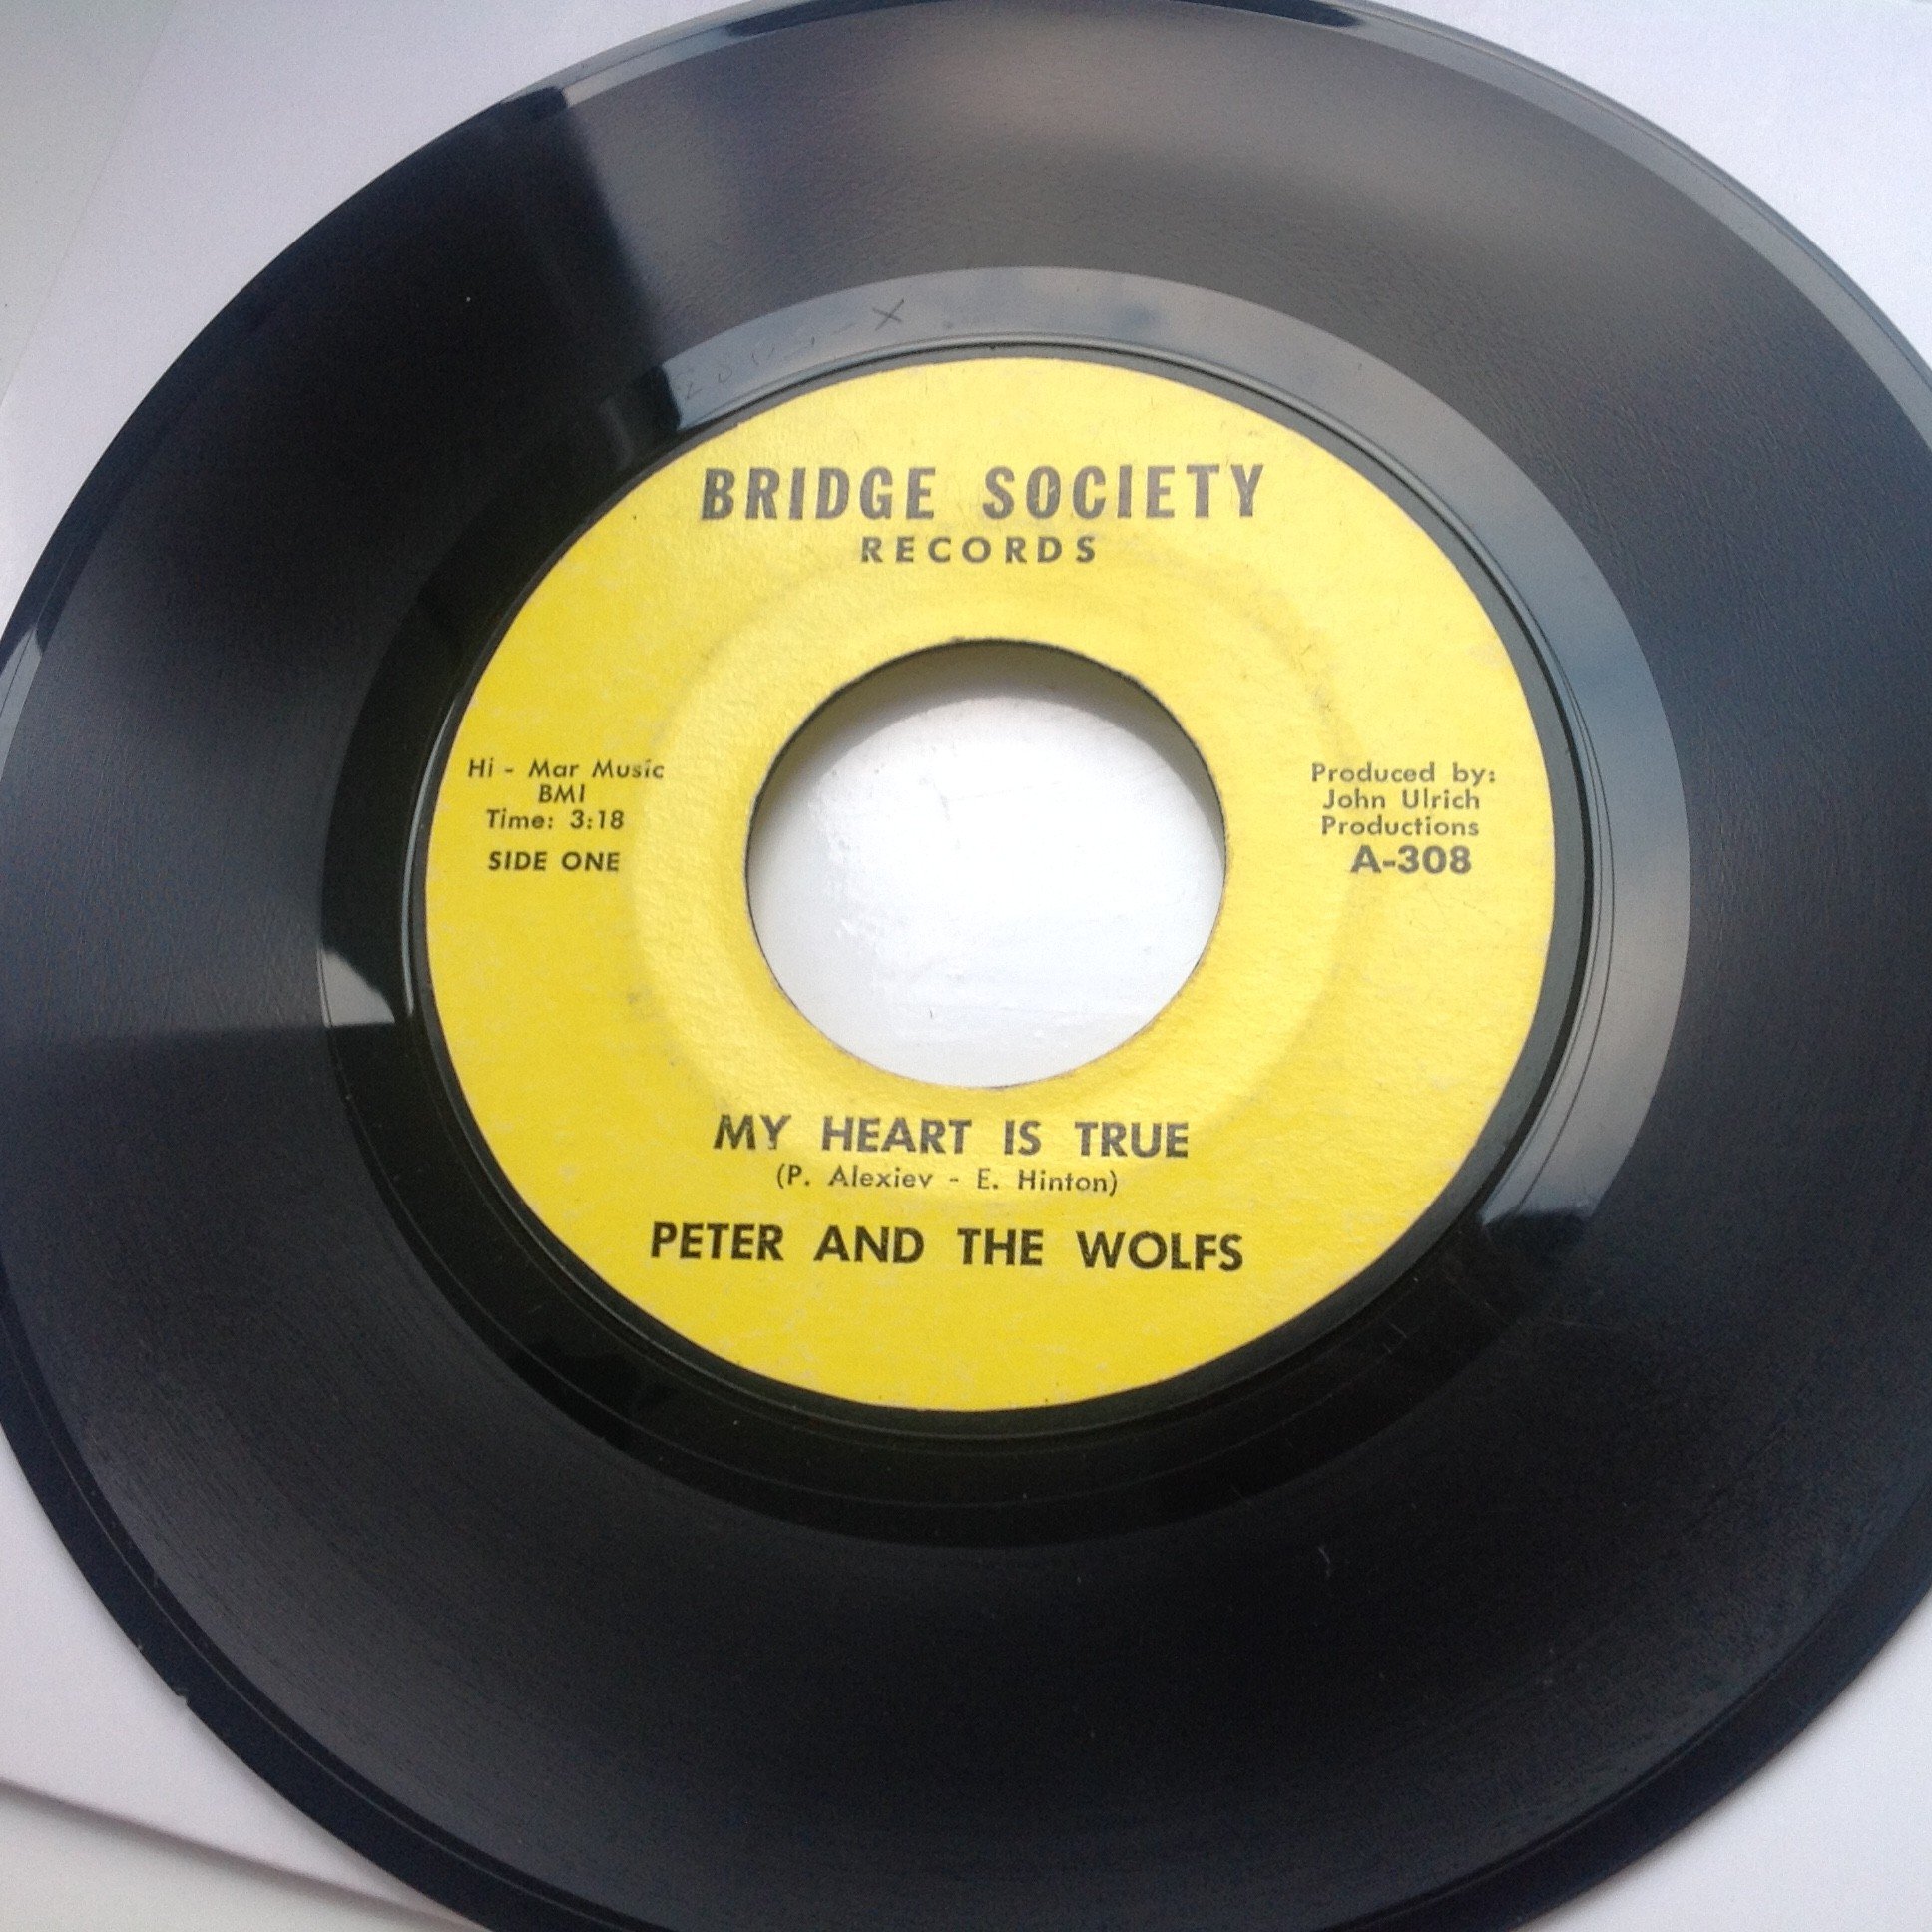 BRIDGE SOCIETY
RECORDS
Hi - Mar Music
BMI
Time: 3:18
SIDE ONE
Produced by:
John Ulrich
Productions
A-308
MY HEART IS TRUE
(P. Alexiev - E. Hinton)
PETER AND THE WOLFS